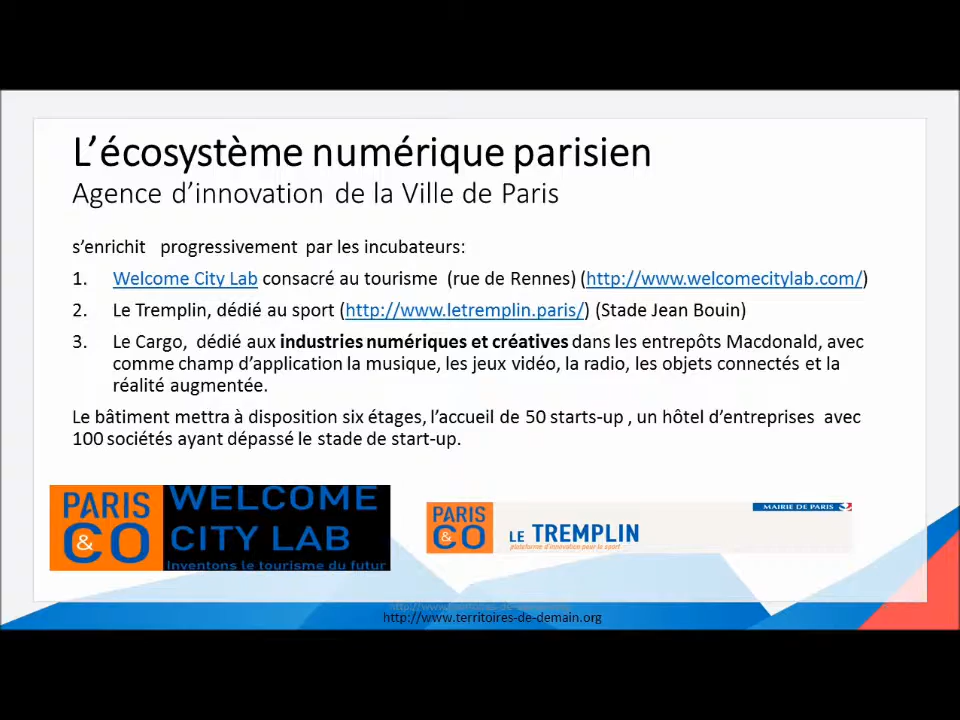 L'écosystème numérique parisien
Agence d'innovation de la Ville de Paris
s'enrichit progressivement par les incubateurs:
1. Welcome City Lab consacré au tourisme (rue de Rennes) (http://www.welcomecitylab.com/)
2. Le Tremplin, dédié au sport (http://www.letremplin.paris/) (Stade Jean Bouin)
3. Le Cargo, dédié aux industries numériques et créatives dans les entrepôts Macdonald, avec
comme champ d'application la musique, les jeux vidéo, la radio, les objets connectés et la
réalité augmentée.
Le bâtiment mettra à disposition six étages, l'accueil de 50 starts-up , un hôtel d'entreprises avec
100 sociétés ayant dépassé le stade de start-up.
PARIS
&CO
WELCOME
CITY LAB
Inventons le tourisme du futur
PARIS
&CO
LE TREMPLIN
plateforme d'innovation pour le sport
MAIRIE DE PARIS
http://www.territoires-de-demain.org